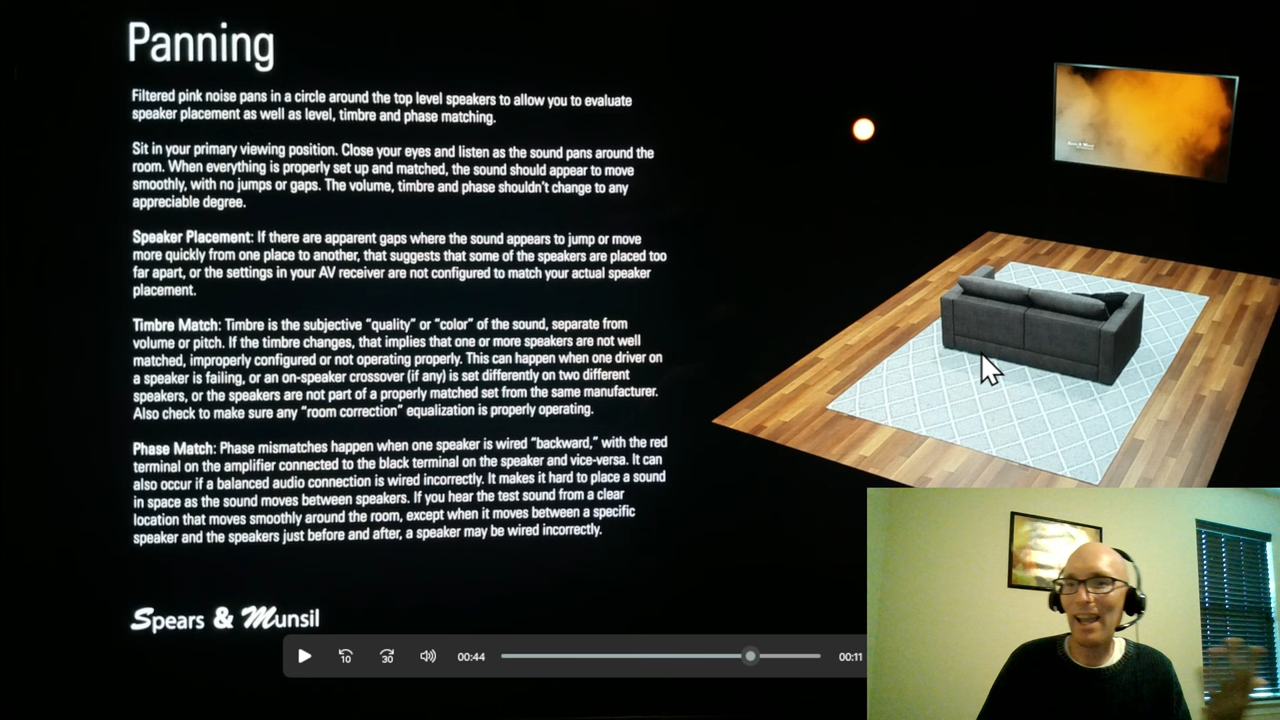 Panning
Filtered pink noise pans in a circle around the top level speakers to allow you to evaluate
speaker placement as well as level, timbre and phase matching.
Sit in your primary viewing position. Close your eyes and listen as the sound pans around the
room. When everything is properly set up and matched, the sound should appear to move
smoothly, with no jumps or gaps. The volume, timbre and phase shouldn't change to any
appreciable degree.
Speaker Placement: If there are apparent gaps where the sound appears to jump or move
more quickly from one place to another, that suggests that some of the speakers are placed too
far apart, or the settings in your AV receiver are not configured to match your actual speaker
placement.
Timbre Match: Timbre is the subjective “quality” or “color” of the sound, separate from
volume or pitch. If the timbre changes, that implies that one or more speakers are not well
matched, improperly configured or not operating properly. This can happen when one driver on
a speaker is failing, or an on-speaker crossover (if any) is set differently on two different
speakers, or the speakers are not part of a properly matched set from the same manufacturer.
Also check to make sure any “room correction” equalization is properly operating.
Phase Match: Phase mismatches happen when one speaker is wired “backward,” with the red
terminal on the amplifier connected to the black terminal on the speaker and vice-versa. It can
also occur if a balanced audio connection is wired incorrectly. It makes it hard to place a sound
in space as the sound moves between speakers. If you hear the test sound from a clear
location that moves smoothly around the room, except when it moves between a specific
speaker and the speakers just before and after, a speaker may be wired incorrectly.
Spears & Munsil
10
30
00:44
00:11